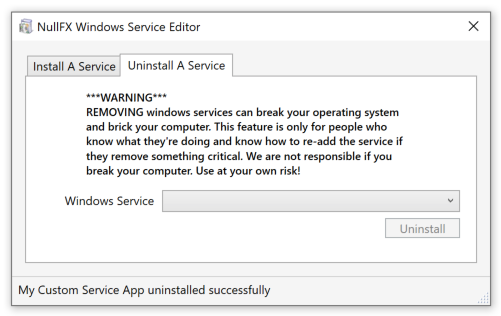 NullFX Windows Service Editor
Install A Service
Uninstall A Service
***WARNING***
REMOVING windows services can break your operating system
and brick your computer. This feature is only for people who
know what they're doing and know how to re-add the service if
they remove something critical. We are not responsible if you
break your computer. Use at your own risk!
Windows Service
Uninstall
My Custom Service App uninstalled successfully